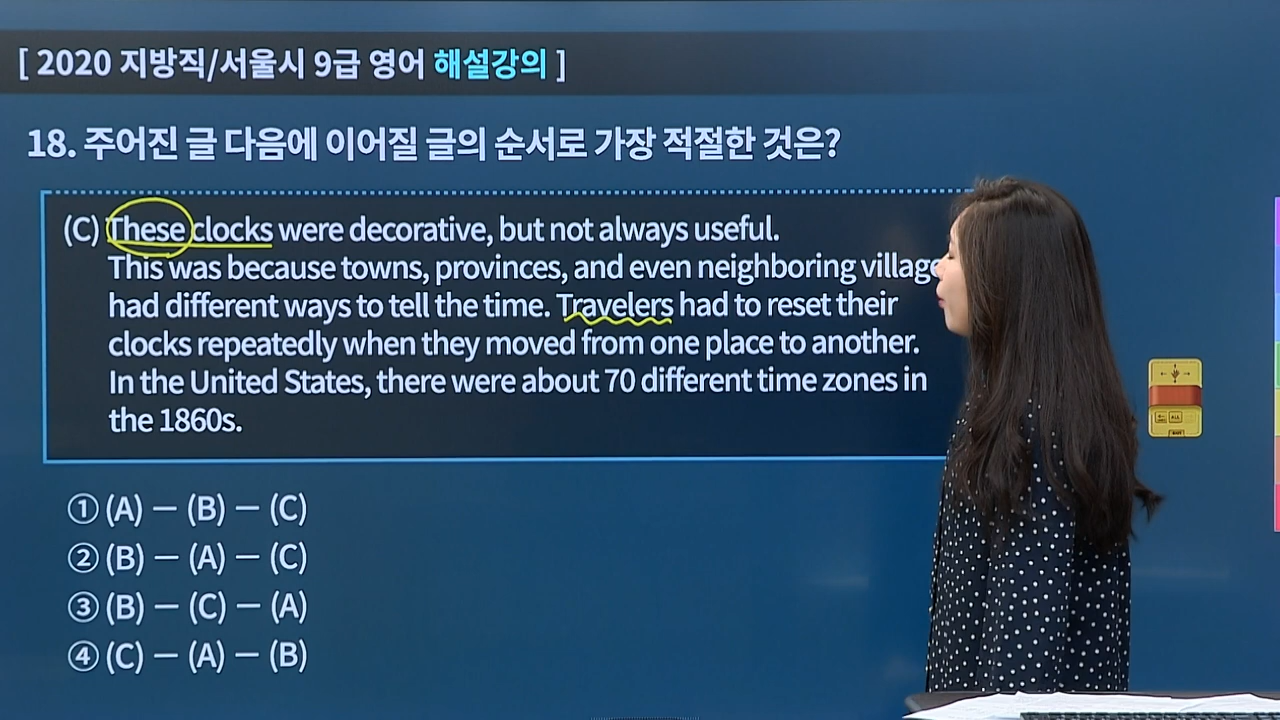 [ 2020 지방직/서울시 9급 영어 해설강의 ]
18. 주어진 글 다음에 이어질 글의 순서로 가장 적절한 것은?
(C) These clocks were decorative, but not always useful.
This was because towns, provinces, and even neighboring village
had different ways to tell the time. Travelers had to reset their
clocks repeatedly when they moved from one place to another.
In the United States, there were about 70 different time zones in
the 1860s.
① (A) — (B) — (C)
② (B) — (A) — (C)
③ (B) — (C) — (A)
④ (C) — (A) — (B)